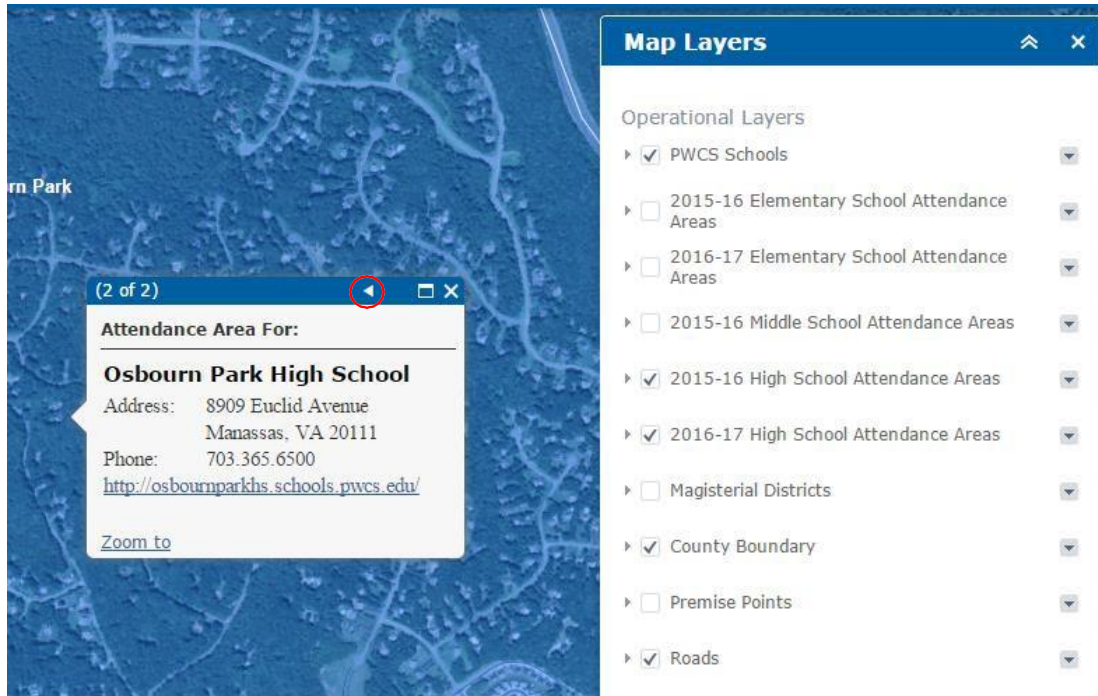 rn Park
(2 of 2)
Attendance Area For:
Osbourn Park High School
Address: 8909 Euclid Avenue
Manassas, VA 20111
Phone: 703.365.6500
http://osbournparkhs.schools.pwcs.edu/
Zoom to
Map Layers
Operational Layers
PWCS Schools
2015-16 Elementary School Attendance
Areas
2016-17 Elementary School Attendance
Areas
2015-16 Middle School Attendance Areas
2015-16 High School Attendance Areas
2016-17 High School Attendance Areas
Magisterial Districts
County Boundary
Premise Points
Roads